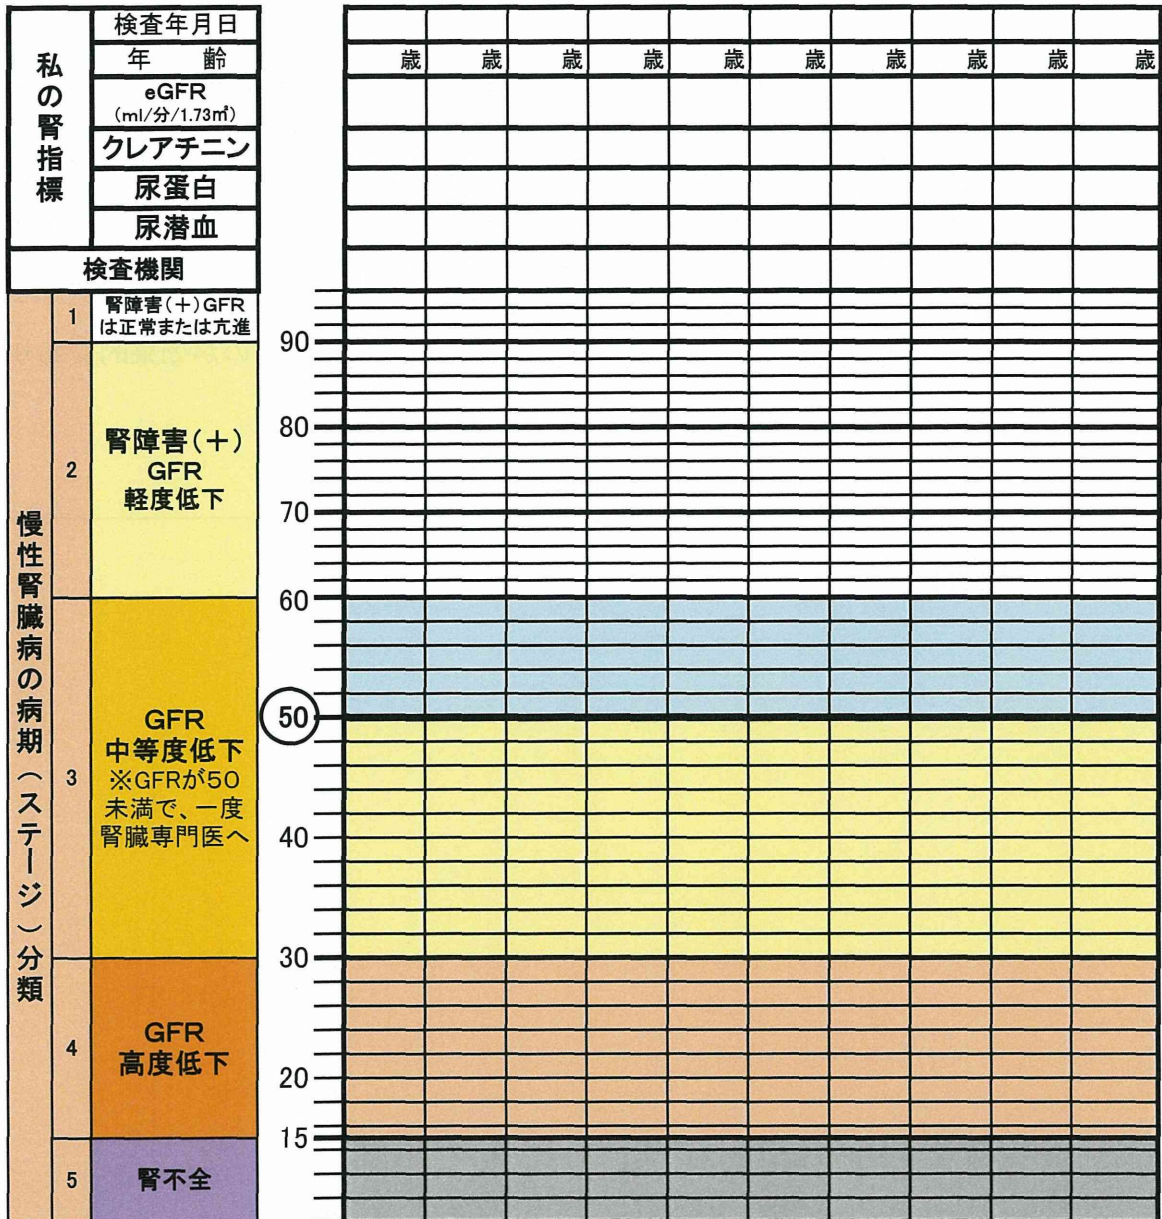 私の腎指標
検査年月日
年 齢
歳 歳 歳 歳 歳 歳 歳 歳 歳 歳
eGFR
(ml/分/1.73㎡)
クレアチニン
尿蛋白
尿潜血
検査機関
慢性腎臓病の病期（ステージ）分類
1
腎障害(＋)GFR
は正常または亢進
90
2
腎障害(＋)
GFR
軽度低下
80
70
60
3
GFR
中等度低下
※GFRが50
未満で、一度
腎臓専門医へ
50
40
30
4
GFR
高度低下
20
15
5
腎不全